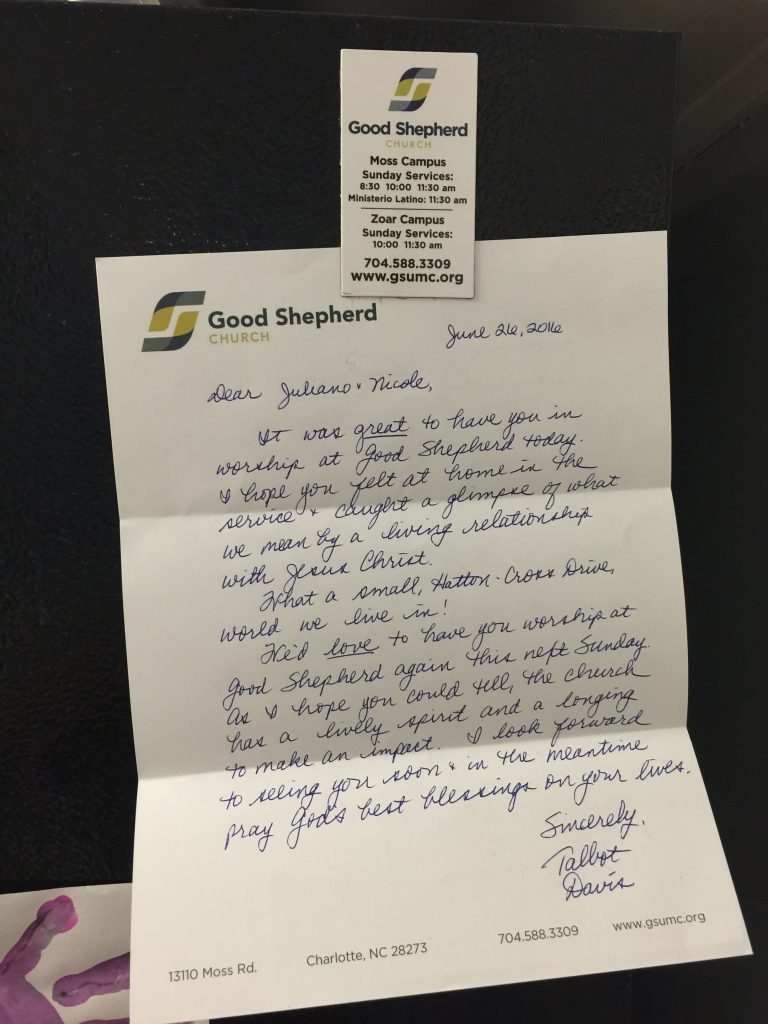 Good Shepherd
CHURCH
Moss Campus
Sunday Services:
8:30 10:00 11:30 am
Ministerio Latino: 11:30 am
Zoar Campus
Sunday Services:
10:00 11:30 am
704.588.3309
www.gsumc.org
Good Shepherd
CHURCH
June 26, 2016
Dear Juliano & Nicole,
It was great to have you in
worship at Good Shepherd today.
I hope you felt at home in the
service & caught a glimpse of what
we mean by a living relationship
with Jesus Christ.
What a small, Hatton-Cross Drive,
world we live in!
We'd love to have you worship at
Good Shepherd again this next Sunday.
As I hope you could tell, the church
has a lively spirit and a longing
to make an impact. I look forward
to seeing you soon & in the meantime
pray God's best blessings on your lives.
Sincerely,
Talbot
Davis
13110 Moss Rd. Charlotte, NC 28273 704.588.3309 www.gsumc.org